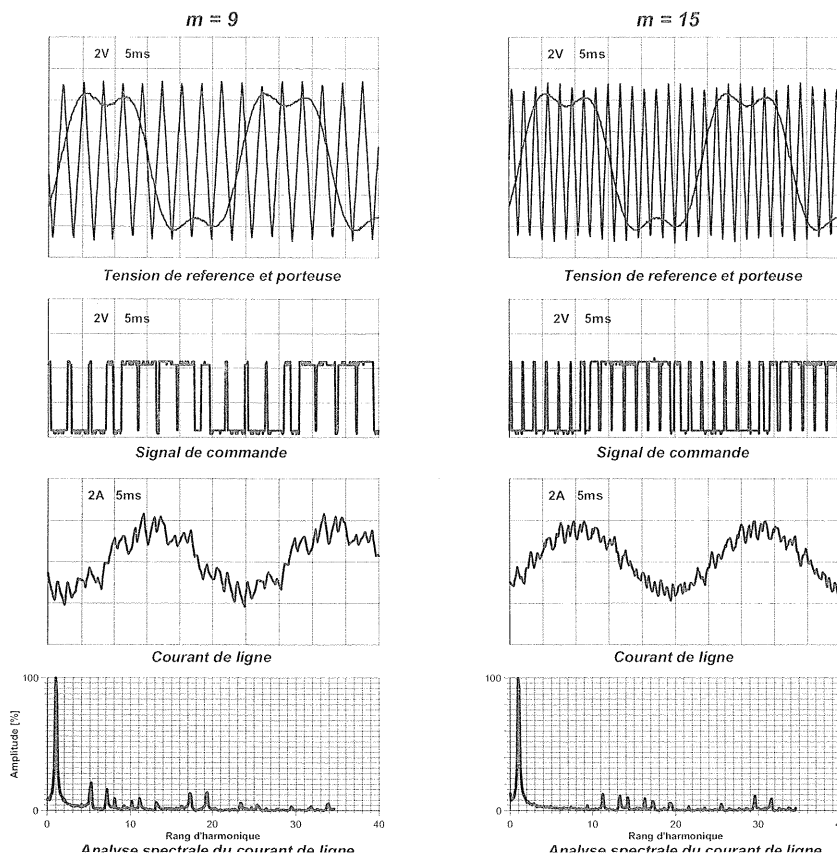 m = 9
2V 5ms
Tension de reference et porteuse
2V 5ms
Signal de commande
2A 5ms
Courant de ligne
Amplitude [%]
100
0
0 10 20 30 40
Rang d'harmonique
Analyse spectrale du courant de ligne
m = 15
2V 5ms
Tension de reference et porteuse
2V 5ms
Signal de commande
2A 5ms
Courant de ligne
100
0
0 10 20 30
Rang d'harmonique
Analyse spectrale du courant de ligne